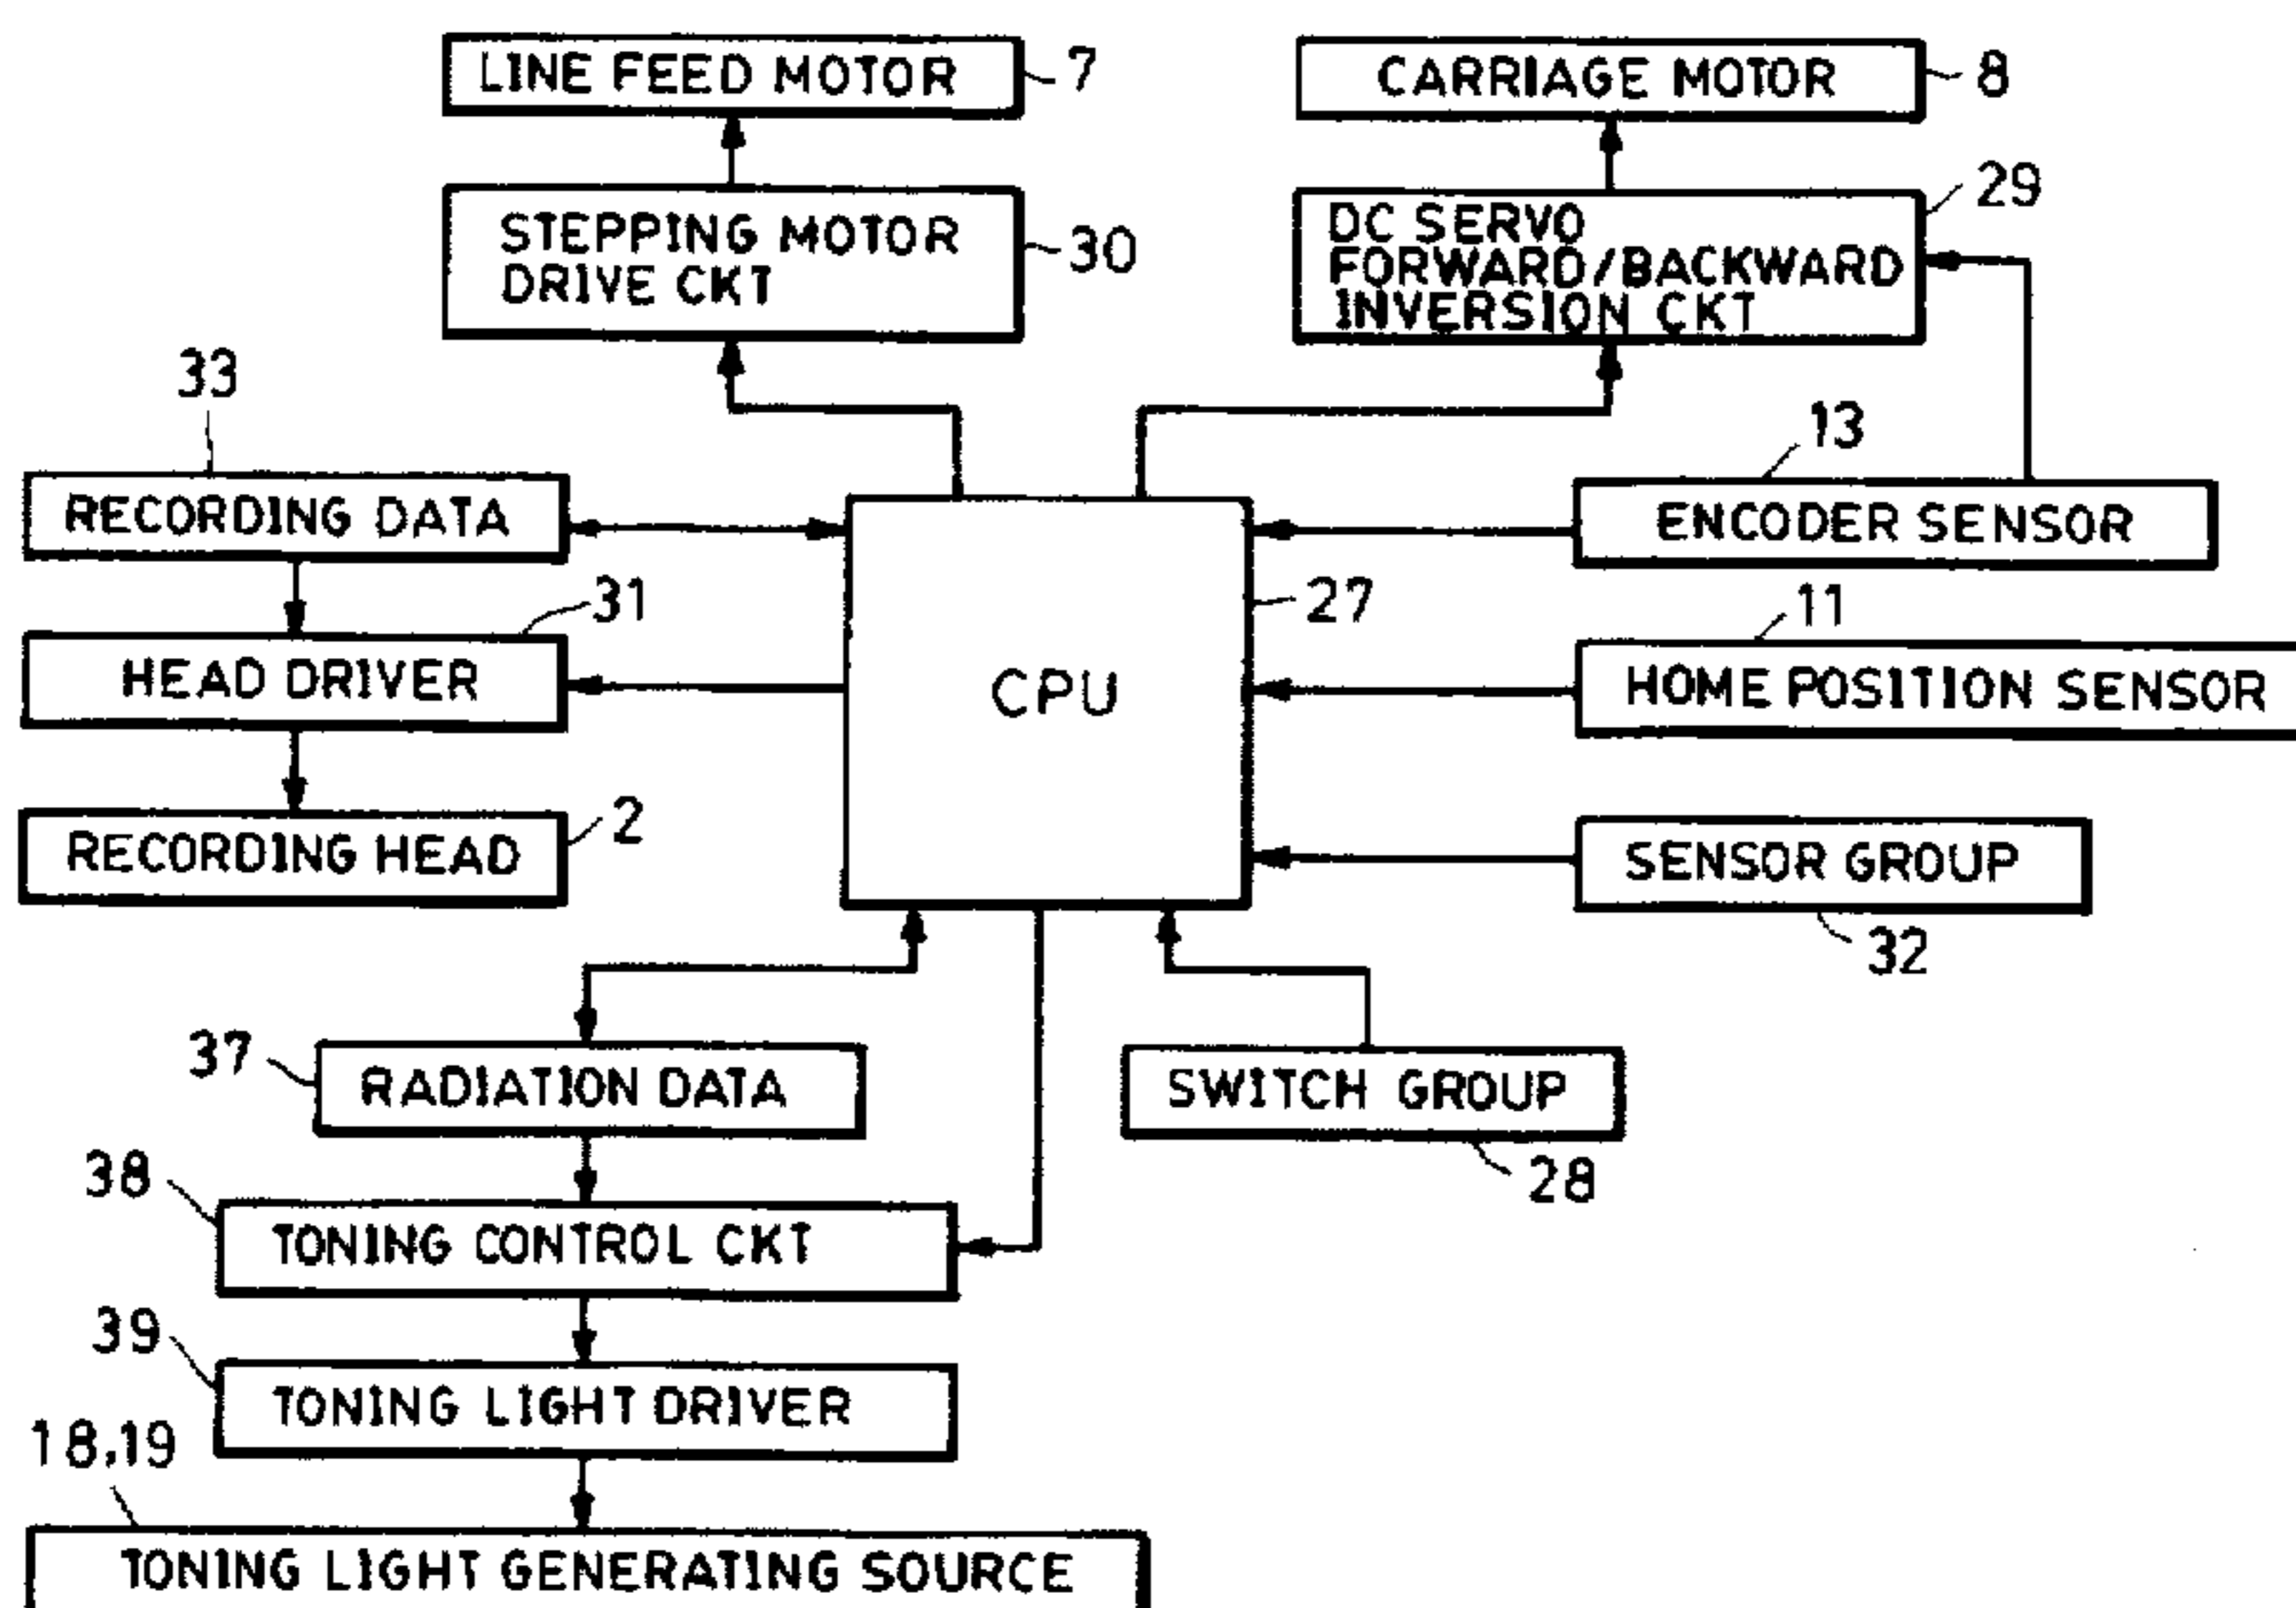 LINE FEED MOTOR
7
CARRIAGE MOTOR
8
STEPPING MOTOR
DRIVE CKT
30
DC SERVO
FORWARD/BACKWARD
INVERSION CKT
29
33
RECORDING DATA
13
ENCODER SENSOR
31
HEAD DRIVER
CPU
27
11
HOME POSITION SENSOR
RECORDING HEAD
2
SENSOR GROUP
32
37
RADIATION DATA
SWITCH GROUP
28
38
TONING CONTROL CKT
39
TONING LIGHT DRIVER
18,19
TONING LIGHT GENERATING SOURCE